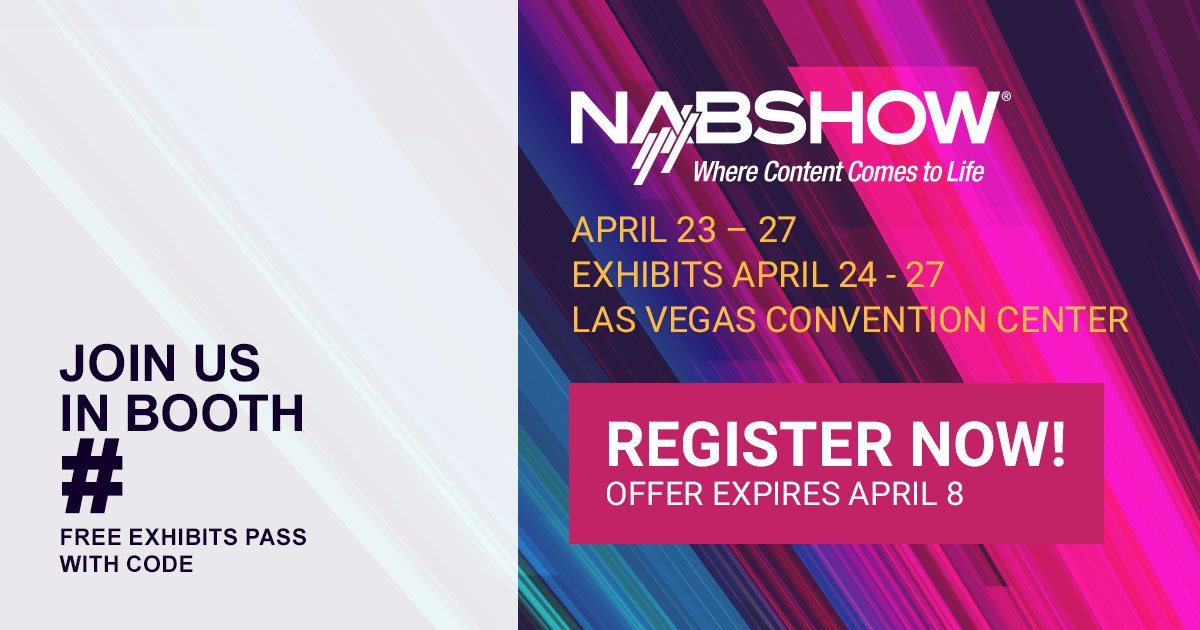 JOIN US
IN BOOTH
#
FREE EXHIBITS PASS
WITH CODE
NABSHOW®
Where Content Comes to Life
APRIL 23 – 27
EXHIBITS APRIL 24 - 27
LAS VEGAS CONVENTION CENTER
REGISTER NOW!
OFFER EXPIRES APRIL 8